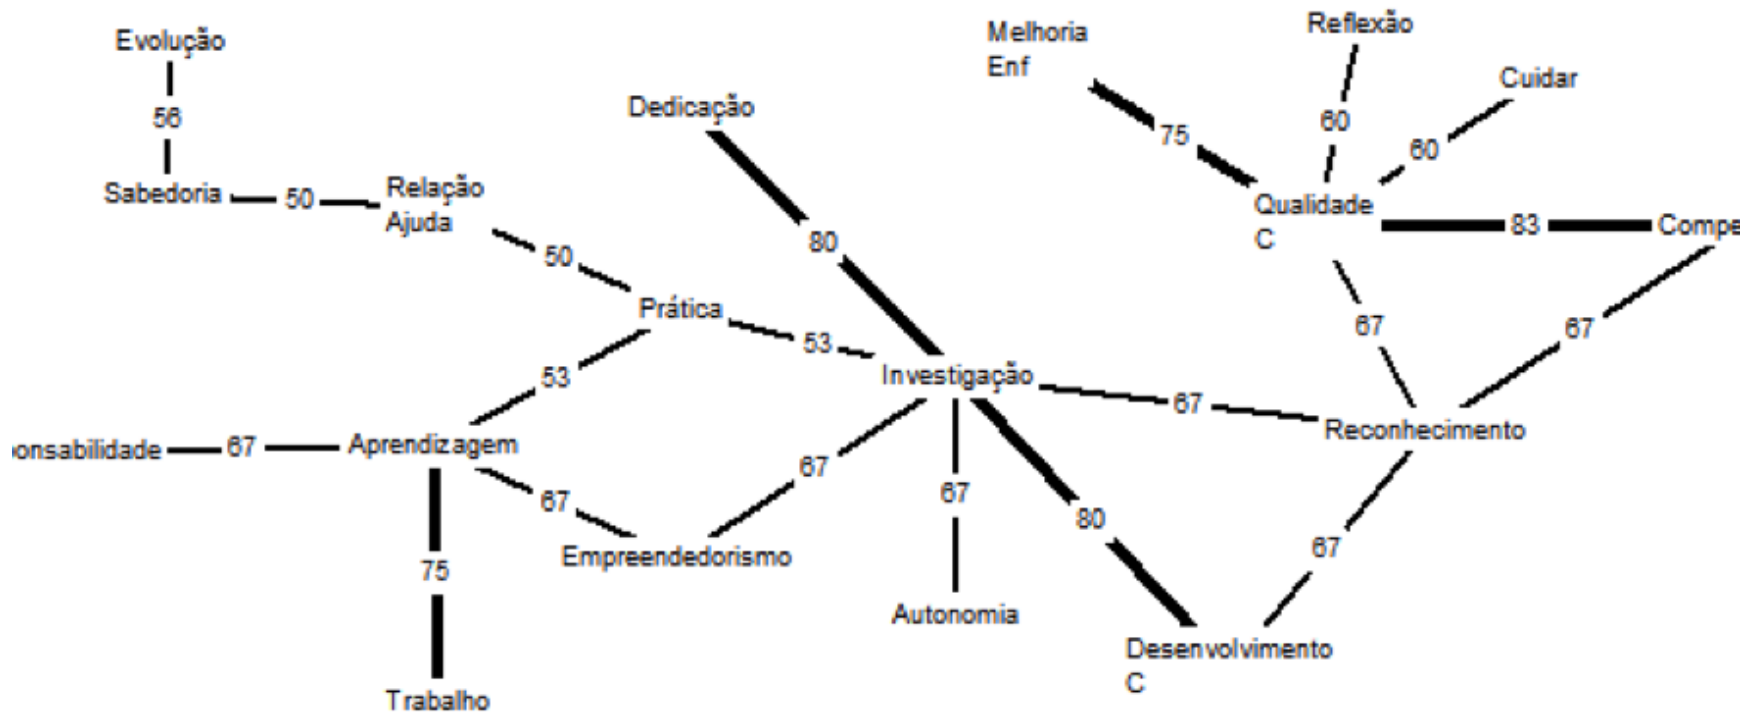 Evolução
56
Sabedoria
50
Relação
Ajuda
50
Prática
53
53
Dedicação
80
Investigação
67
67
67
80
Aprendizagem
67
ponsabilidade
67
75
Trabalho
Empreendedorismo
Autonomia
Desenvolvimento
C
67
Reconhecimento
67
67
Melhoria
Enf
75
Reflexão
60
Cuidar
60
Qualidade
C
83
Compe